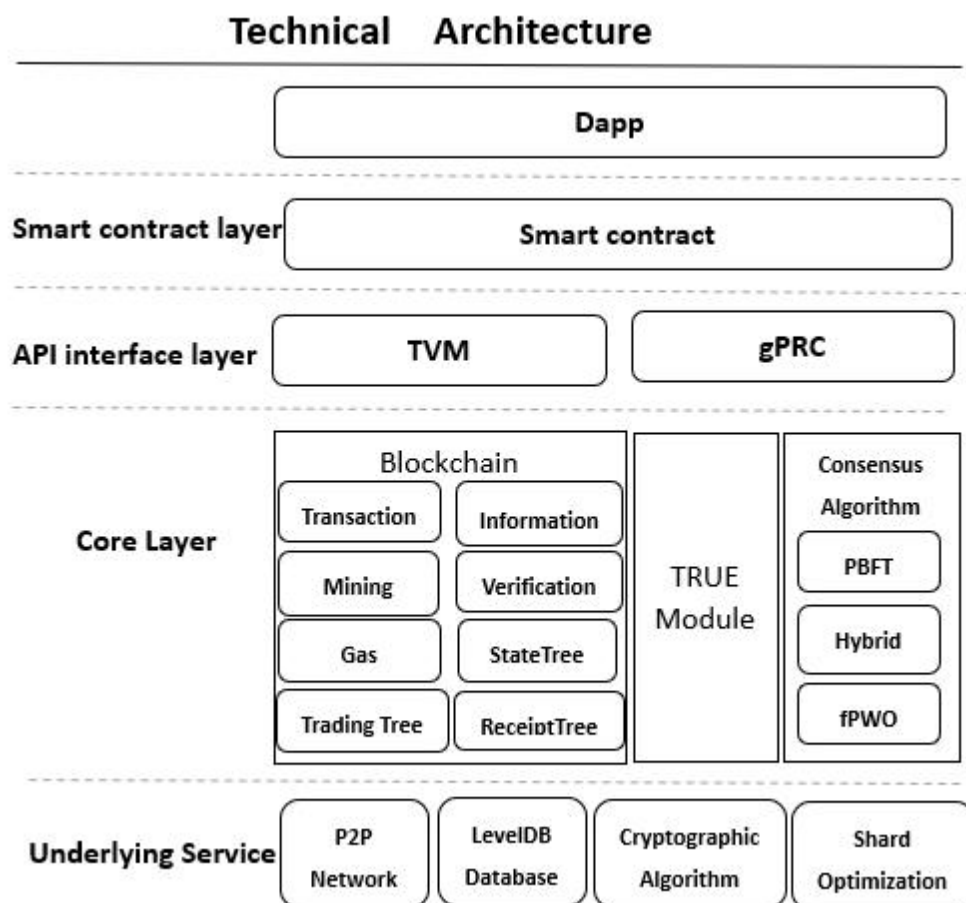 Technical Architecture
Dapp
Smart contract layer
Smart contract
API interface layer
TVM
gPRC
Core Layer
Blockchain
Transaction
Information
Mining
Verification
Gas
StateTree
Trading Tree
ReceiptTree
TRUE
Module
Consensus
Algorithm
PBFT
Hybrid
fPWO
Underlying Service
P2P
Network
LevelDB
Database
Cryptographic
Algorithm
Shard
Optimization